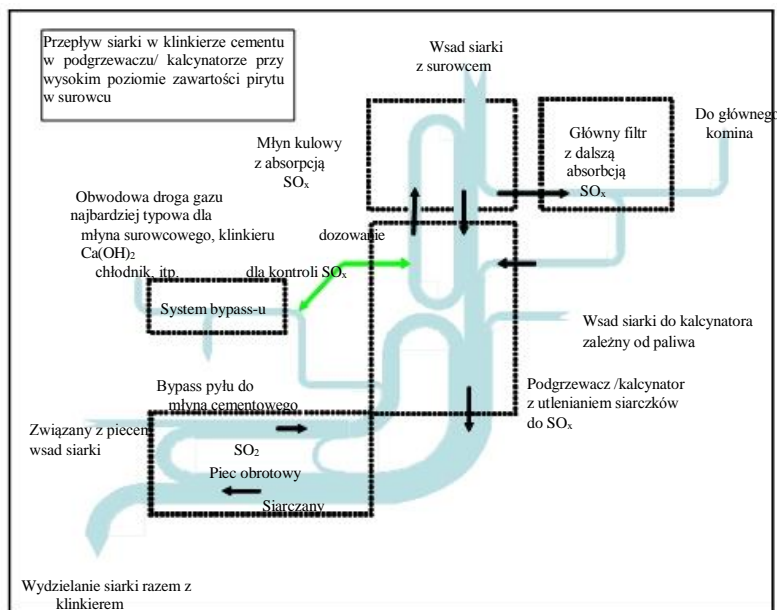 Przepływ siarki w klinkierze cementu
w podgrzewaczu/ kalcynatorze przy
wysokim poziomie zawartości pirytu
w surowcu
Wsad siarki
z surowcem
Do głównego
komina
Młyn kulowy
z absorpcją
SOx
Główny filtr
z dalszą
absorbcją
SOx
Obwodowa droga gazu
najbardziej typowa dla
młyna surowcowego, klinkieru
Ca(OH)2
chłodnik, itp.
dozowanie
dla kontroli SOx
System bypass-u
Wsad siarki do kalcynatora
zależny od paliwa
Bypass pyłu do
młyna cementowego
Podgrzewacz /kalcynator
z utlenianiem siarczków
do SOx
Związany z piecem
wsad siarki
SO2
Piec obrotowy
Siarczany
Wydzielanie siarki razem z
klinkierem